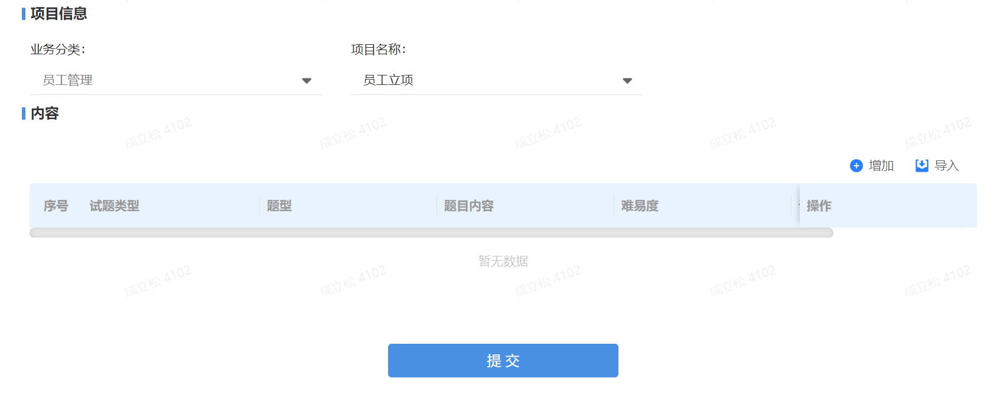 项目信息
业务分类：
项目名称：
员工管理
员工立项
内容
成立松 4102 成立松 4102 成立松 4102 成立松 4102 成立松 4102
增加 导入
序号 试题类型 题型 题目内容 难易度 操作
暂无数据
成立松 4102 成立松 4102 成立松 4102 成立松 4102 成立松 4102
提 交